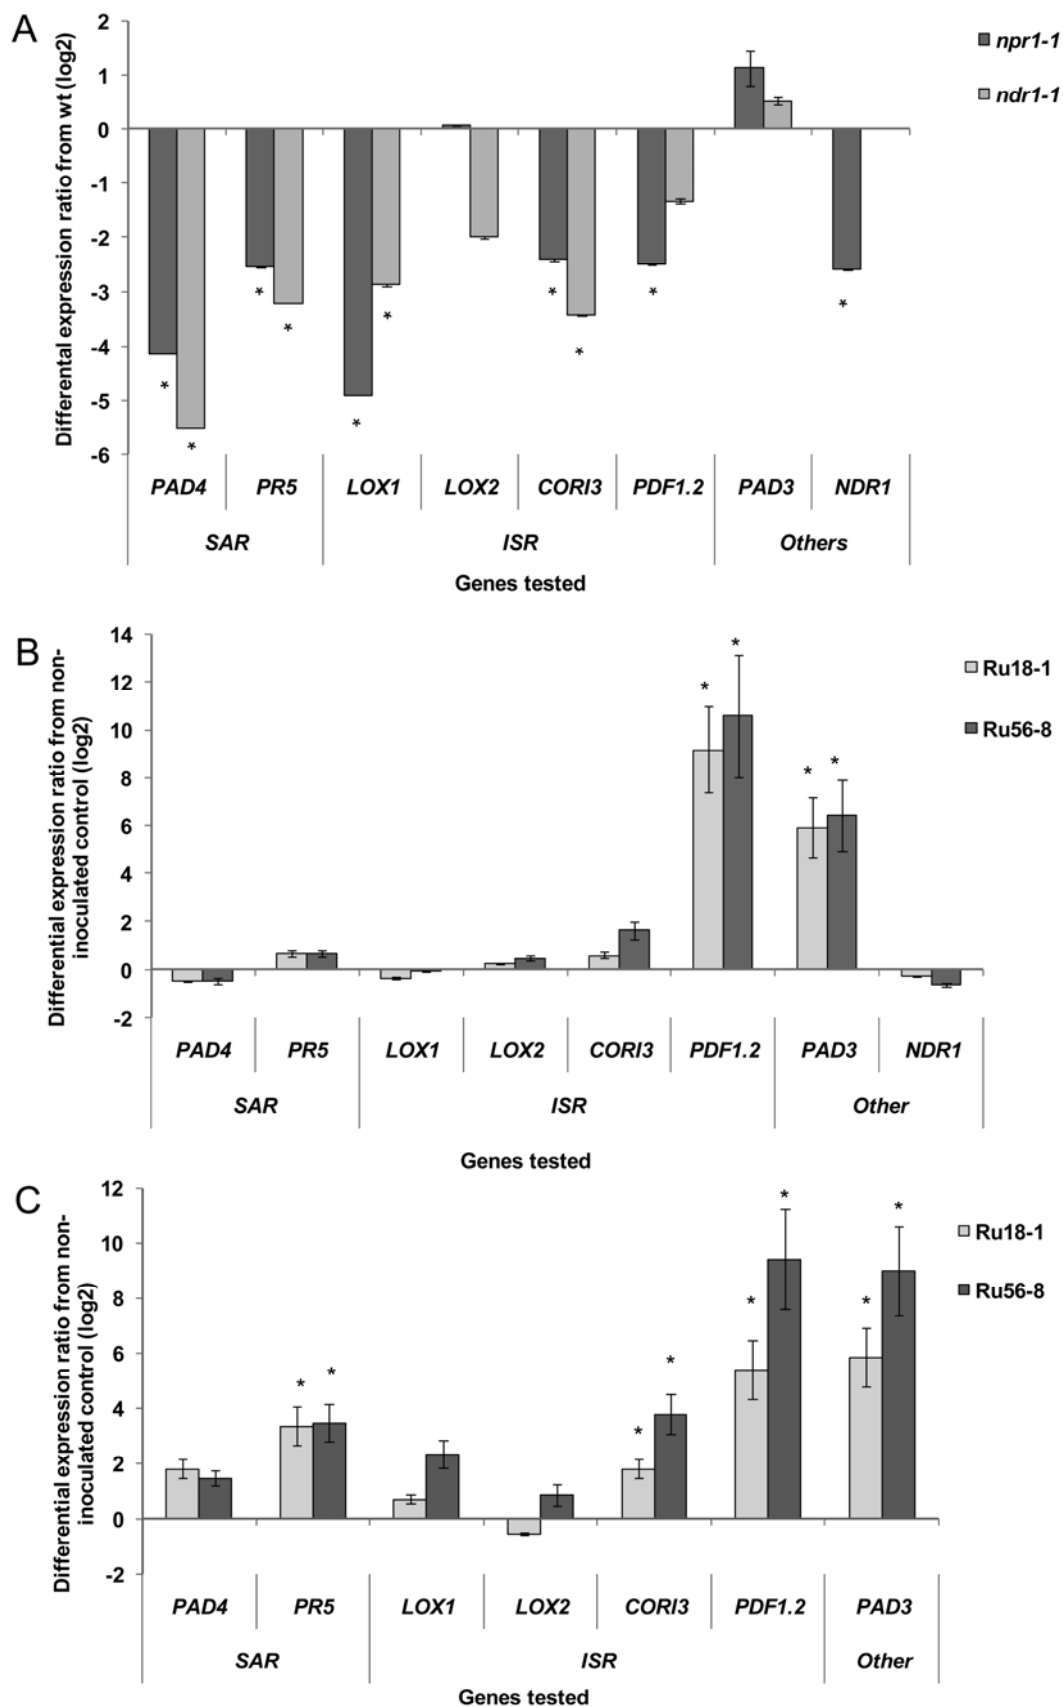 A
Differental expression ratio from wt (log2)
2
1
0
-1
-2
-3
-4
-5
-6
npr1-1
ndr1-1
* * * * * * * * * *
PAD4 PR5 LOX1 LOX2 CORI3 PDF1.2 PAD3 NDR1
SAR ISR Others
Genes tested
B
Differential expression ratio from non-
inoculated control (log2)
14
12
10
8
6
4
2
0
-2
Ru18-1
Ru56-8
* * * *
PAD4 PR5 LOX1 LOX2 CORI3 PDF1.2 PAD3 NDR1
SAR ISR Other
Genes tested
C
Differential expression ratio from non-
inoculated control (log2)
12
10
8
6
4
2
0
-2
Ru18-1
Ru56-8
* * * * * * * *
PAD4 PR5 LOX1 LOX2 CORI3 PDF1.2 PAD3
SAR ISR Other
Genes tested